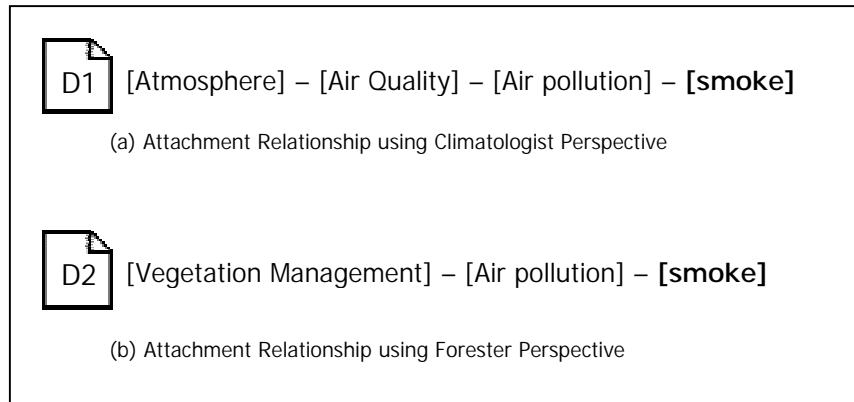 D1 [Atmosphere] – [Air Quality] – [Air pollution] – [smoke]
(a) Attachment Relationship using Climatologist Perspective
D2 [Vegetation Management] – [Air pollution] – [smoke]
(b) Attachment Relationship using Forester Perspective